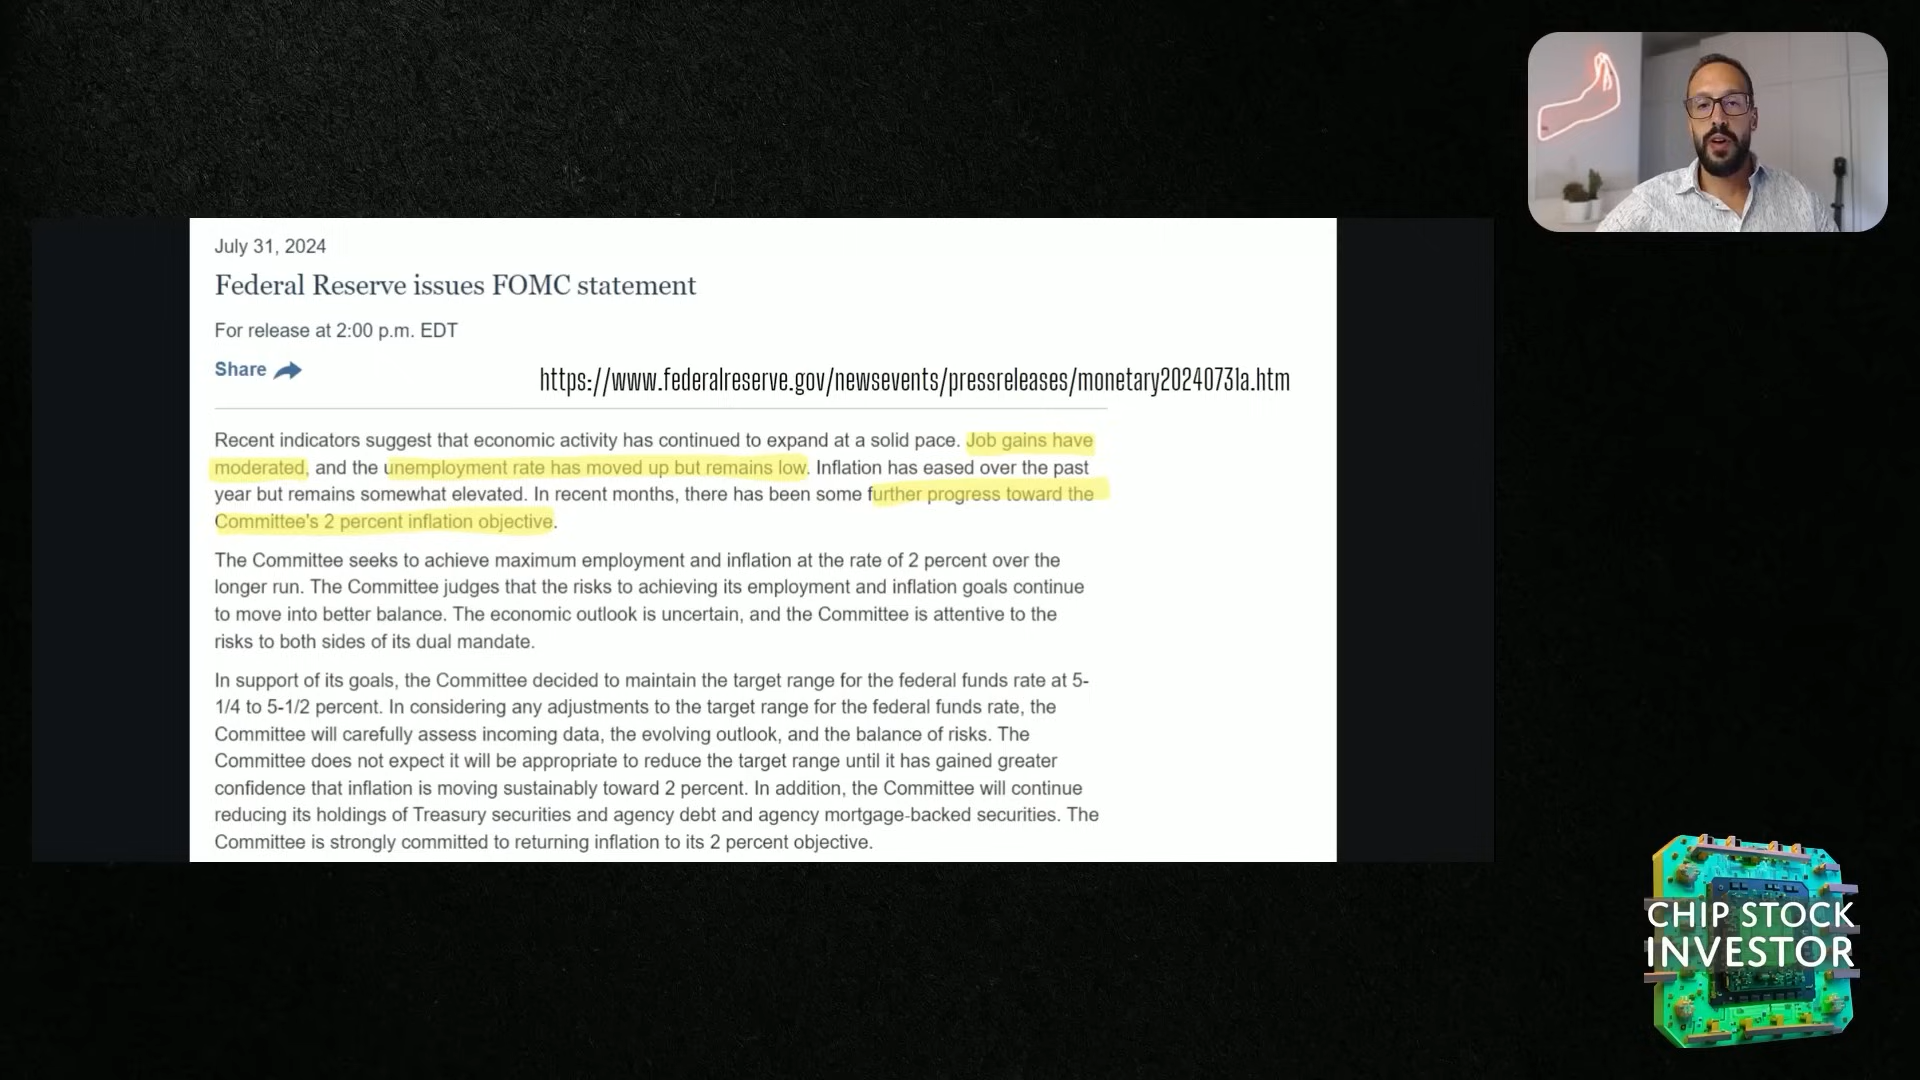 July 31, 2024
Federal Reserve issues FOMC statement
For release at 2:00 p.m. EDT
Share
https://www.federalreserve.gov/newsevents/pressreleases/monetary20240731a.htm
Recent indicators suggest that economic activity has continued to expand at a solid pace. Job gains have
moderated, and the unemployment rate has moved up but remains low. Inflation has eased over the past
year but remains somewhat elevated. In recent months, there has been some further progress toward the
Committee's 2 percent inflation objective.
The Committee seeks to achieve maximum employment and inflation at the rate of 2 percent over the
longer run. The Committee judges that the risks to achieving its employment and inflation goals continue
to move into better balance. The economic outlook is uncertain, and the Committee is attentive to the
risks to both sides of its dual mandate.
In support of its goals, the Committee decided to maintain the target range for the federal funds rate at 5-
1/4 to 5-1/2 percent. In considering any adjustments to the target range for the federal funds rate, the
Committee will carefully assess incoming data, the evolving outlook, and the balance of risks. The
Committee does not expect it will be appropriate to reduce the target range until it has gained greater
confidence that inflation is moving sustainably toward 2 percent. In addition, the Committee will continue
reducing its holdings of Treasury securities and agency debt and agency mortgage-backed securities. The
Committee is strongly committed to returning inflation to its 2 percent objective.
CHIP STOCK
INVESTOR